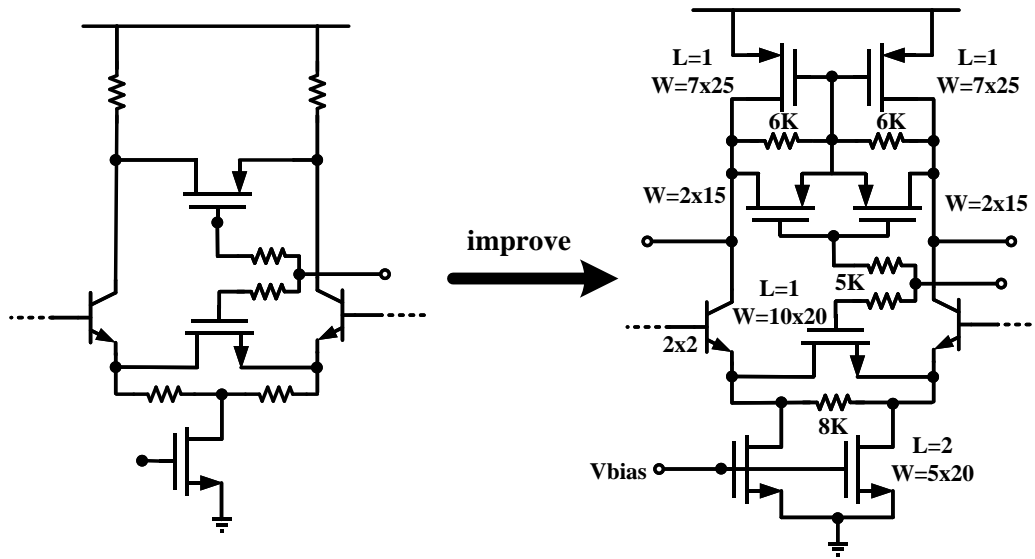 L=1
W=7x25
L=1
W=7x25
6K
6K
W=2x15
W=2x15
improve
5K
L=1
W=10x20
2x2
8K
L=2
W=5x20
Vbias